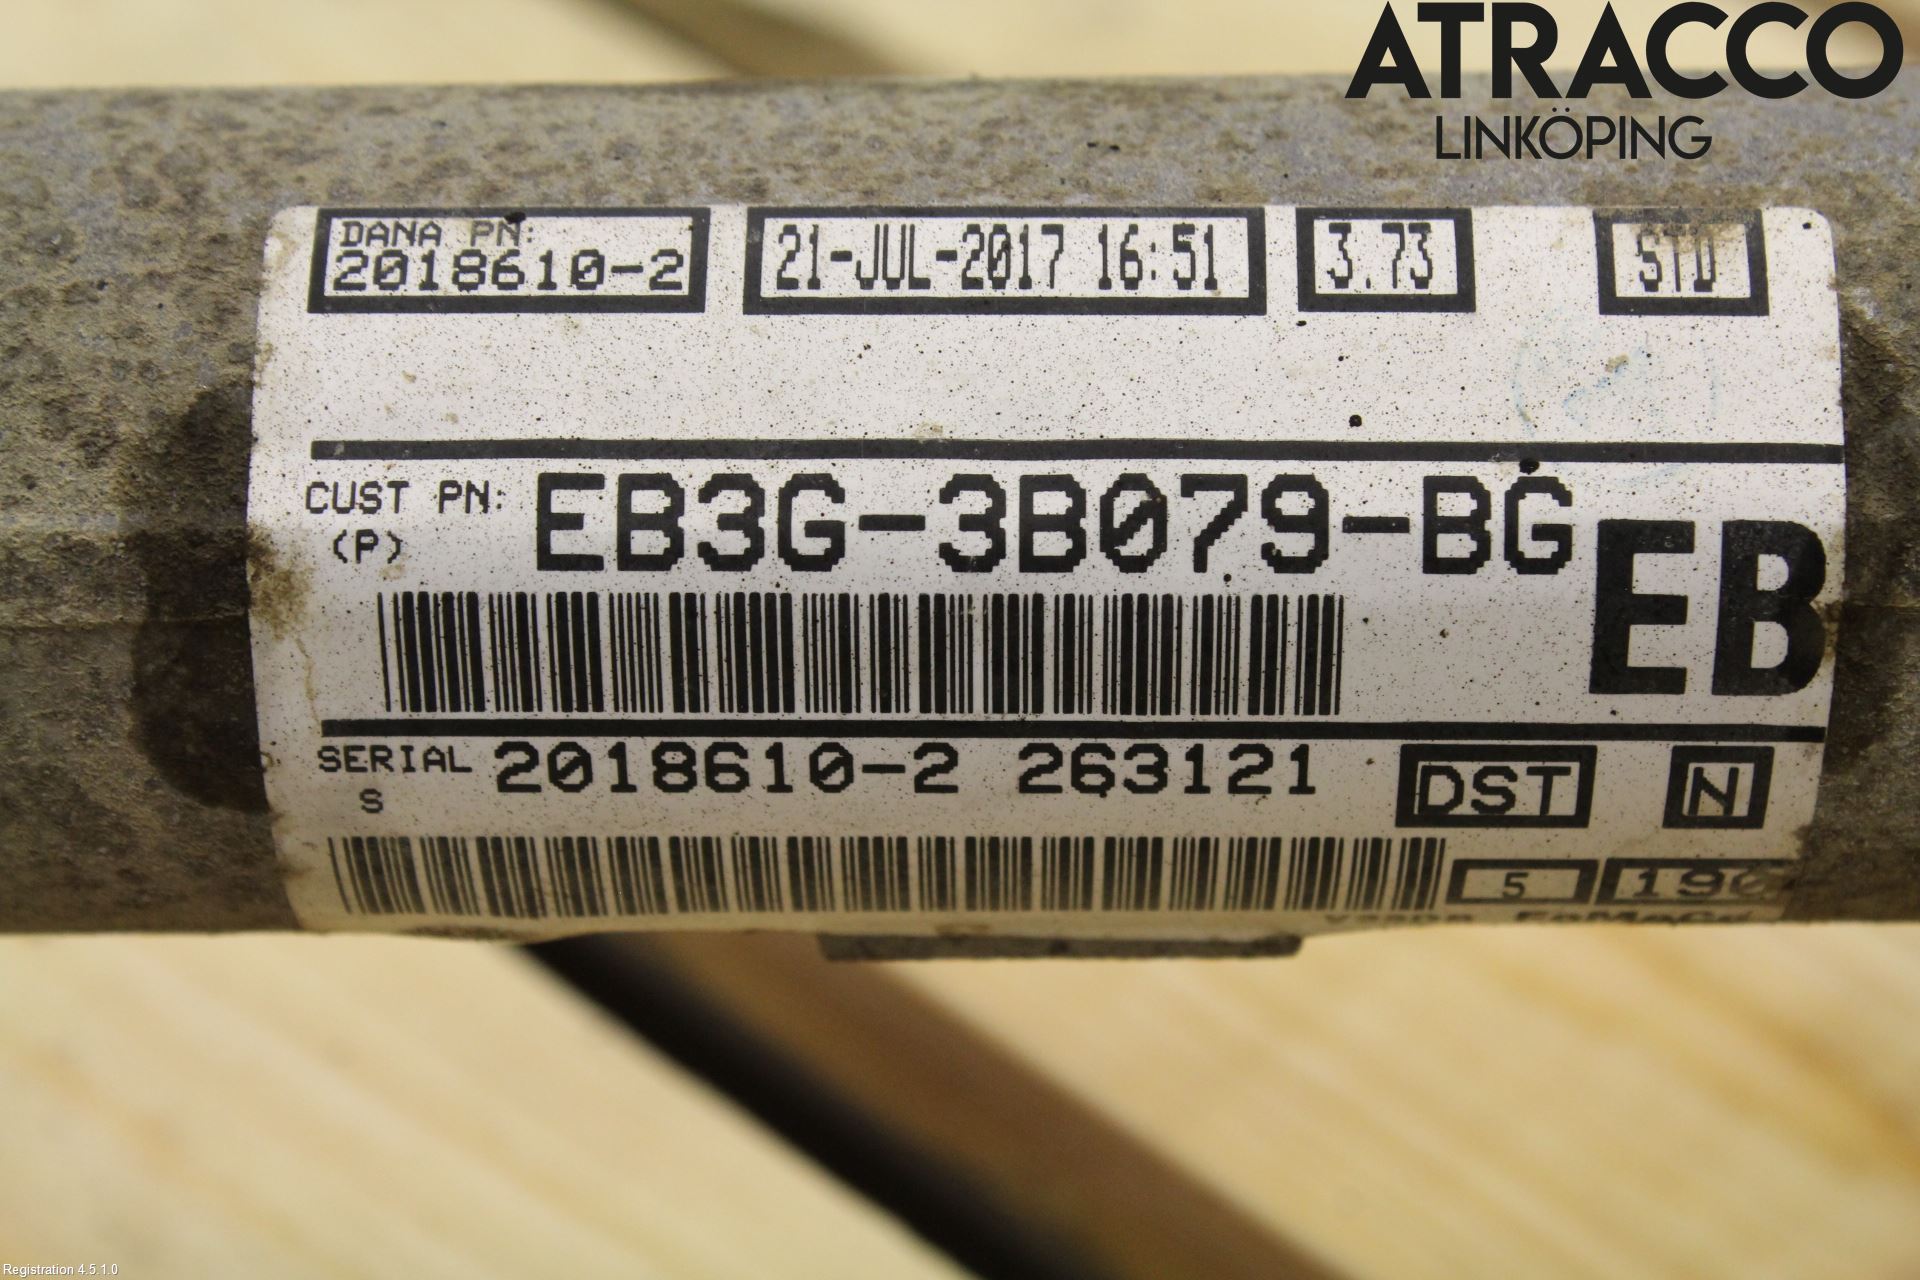 ATRACCO
LINKÖPING
DANA PN:
2018610-2
21-JUL-2017 16:51
3.73
STD
CUST PN:
(P)
EB3G-3B079-BG
EB
SERIAL
S
2018610-2 263121
DST
N
5
FoMoCo
Registration 4.5.1.0